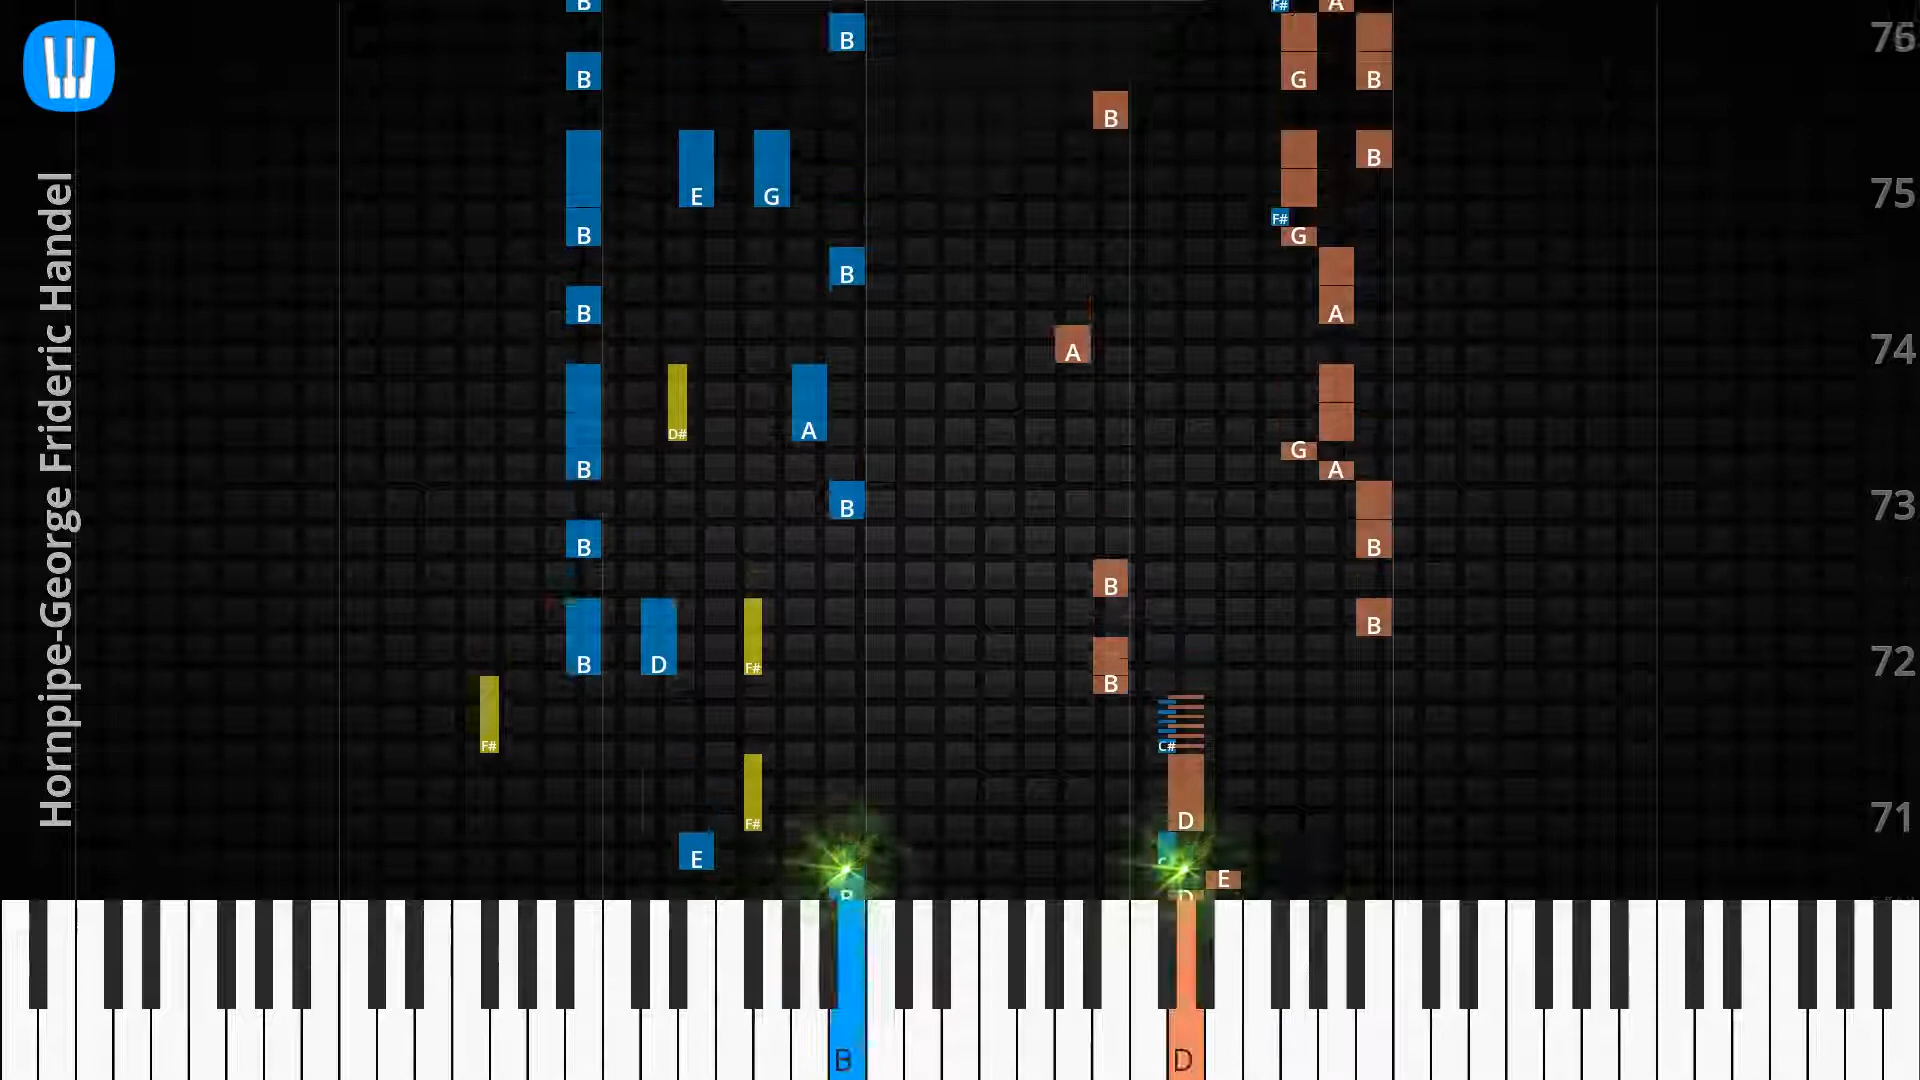 Hornpipe-George Frideric Handel
B F# A
B 76
B G B
B
B
E G 75
F#
B G
B
B A
A 74
D# A
G
B A
B 73
B B
B
B
B D F# 72
B
F# C#
F# D 71
E
E
B D
B D